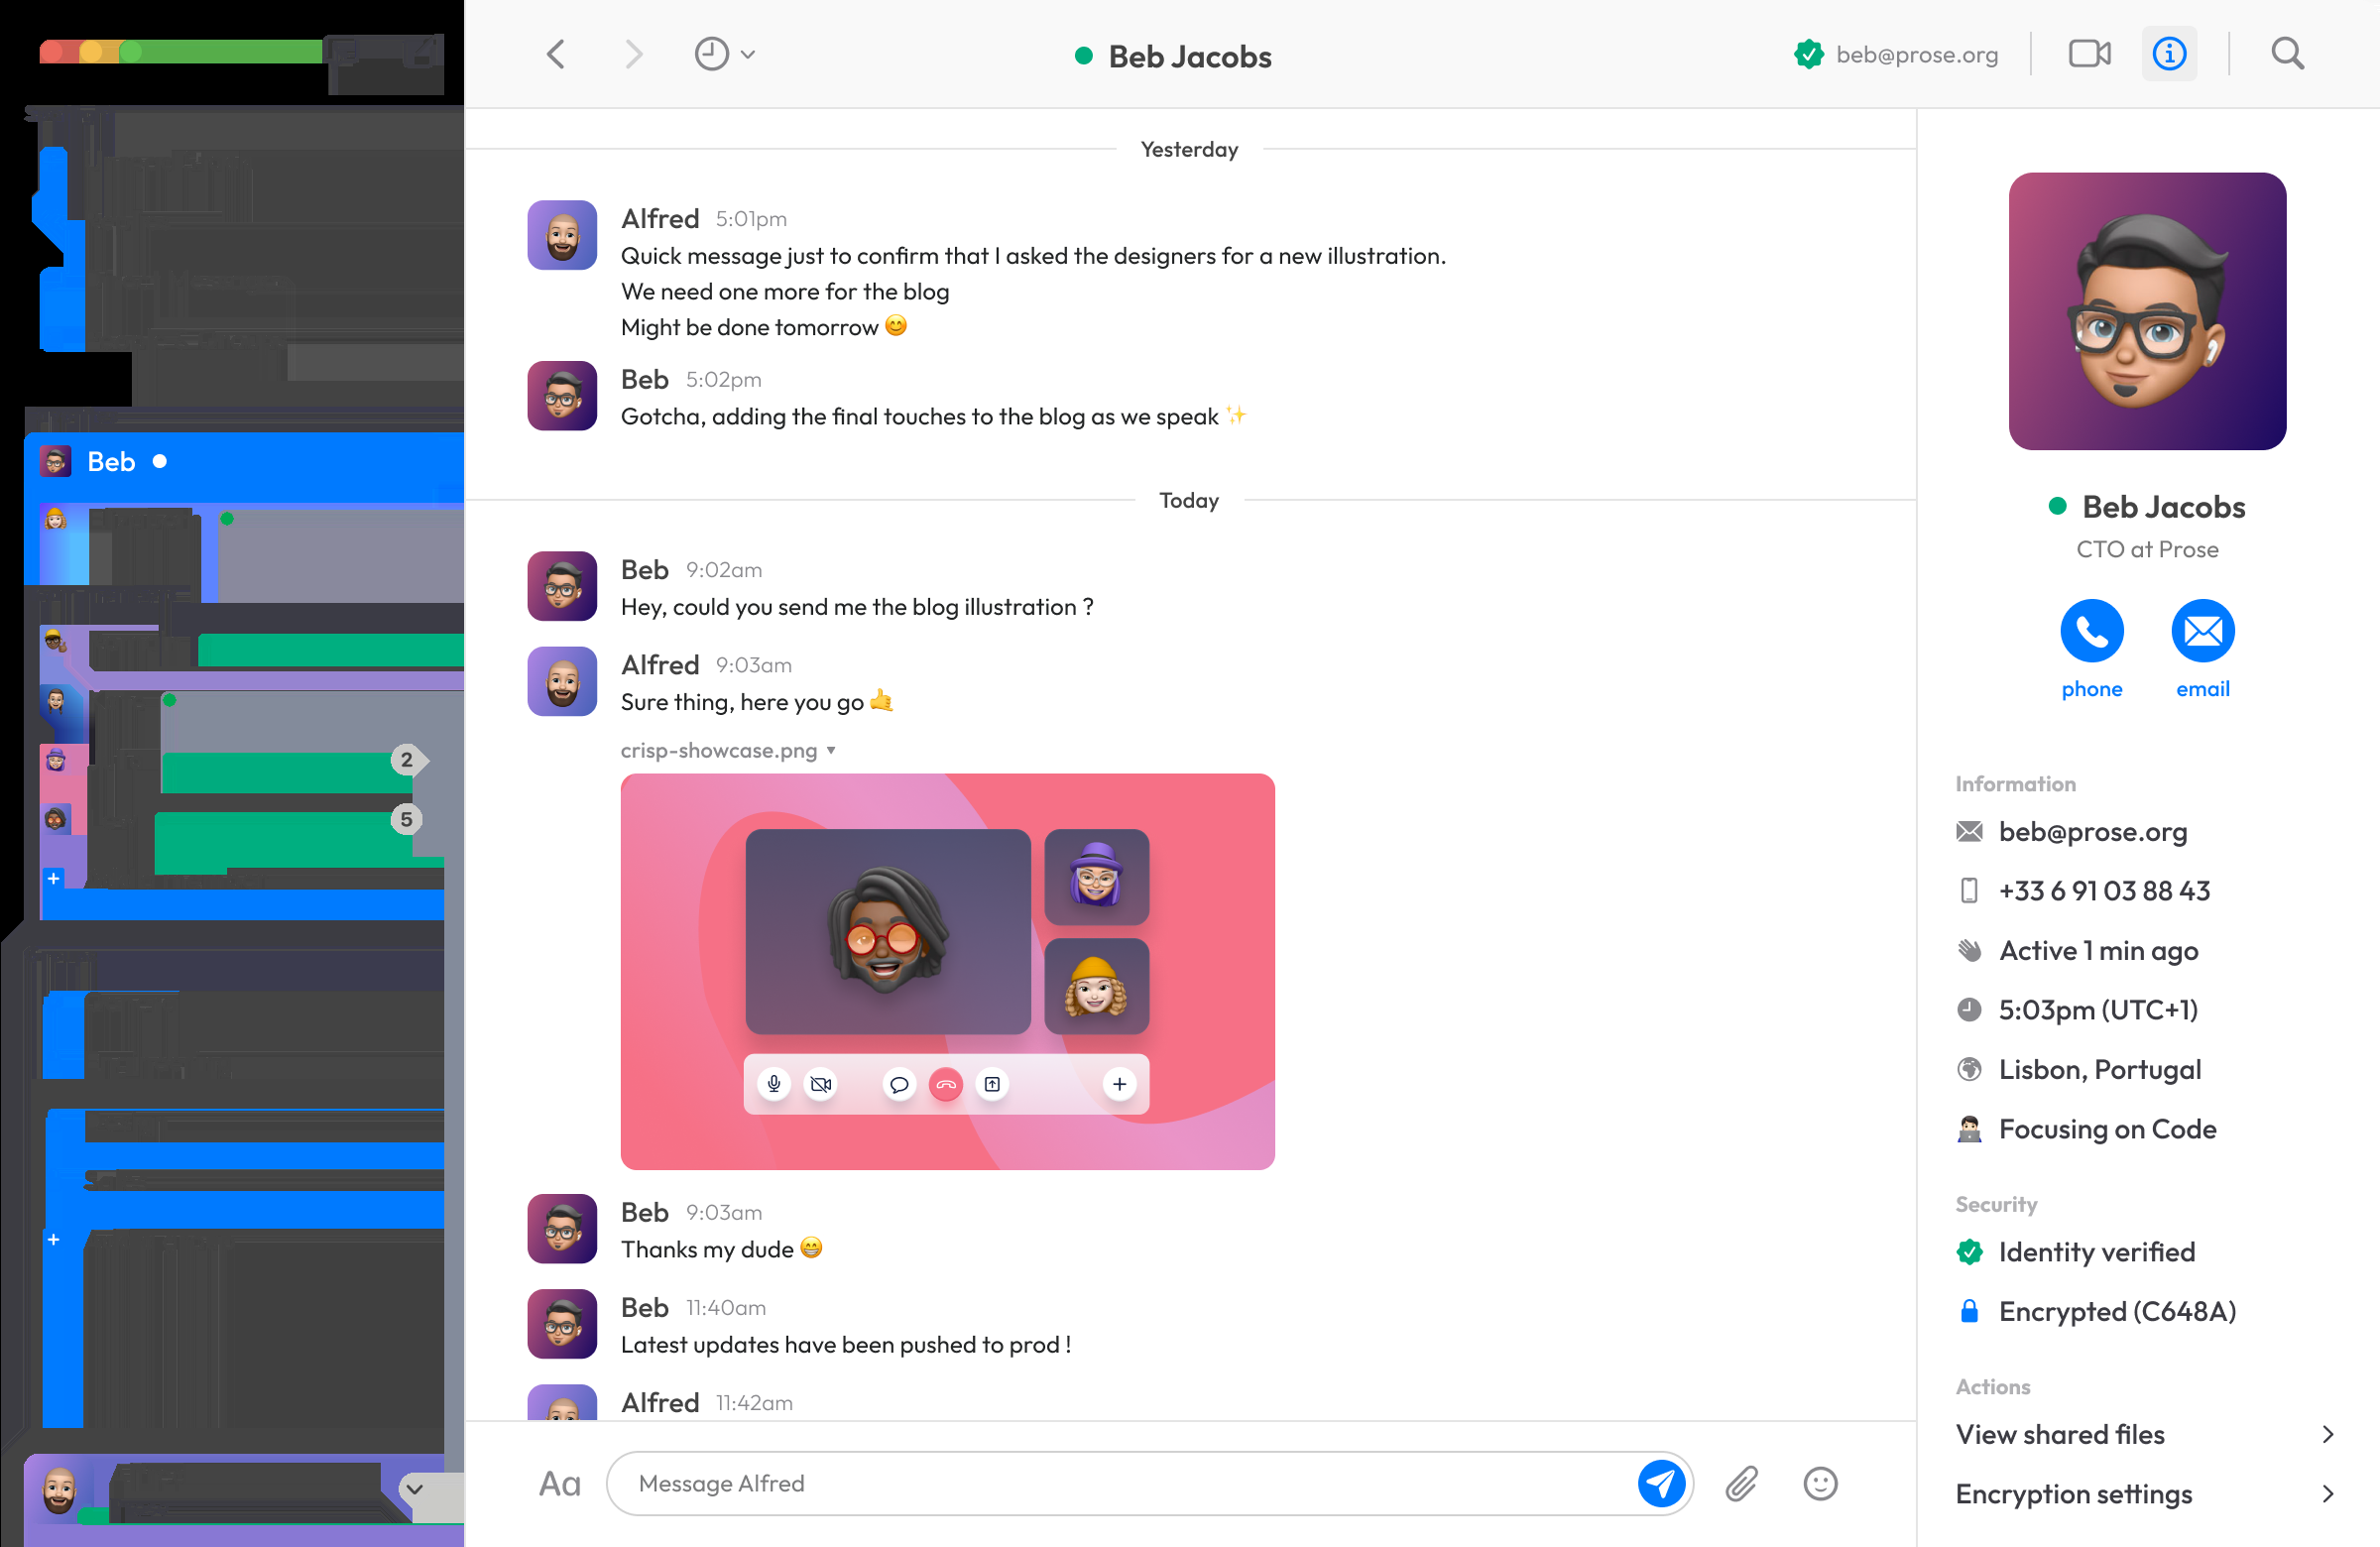 Beb Jacobs
beb@prose.org
Beb
2
5
Yesterday
Alfred 5:01pm
Quick message just to confirm that I asked the designers for a new illustration.
We need one more for the blog
Might be done tomorrow 😊
Beb 5:02pm
Gotcha, adding the final touches to the blog as we speak ✨
Today
Beb 9:02am
Hey, could you send me the blog illustration ?
Alfred 9:03am
Sure thing, here you go 🤙
crisp-showcase.png
Beb 9:03am
Thanks my dude 😁
Beb 11:40am
Latest updates have been pushed to prod !
Alfred 11:42am
Aa
Message Alfred
Beb Jacobs
CTO at Prose
phone
email
Information
beb@prose.org
+33 6 91 03 88 43
Active 1 min ago
5:03pm (UTC+1)
Lisbon, Portugal
Focusing on Code
Security
Identity verified
Encrypted (C648A)
Actions
View shared files
Encryption settings